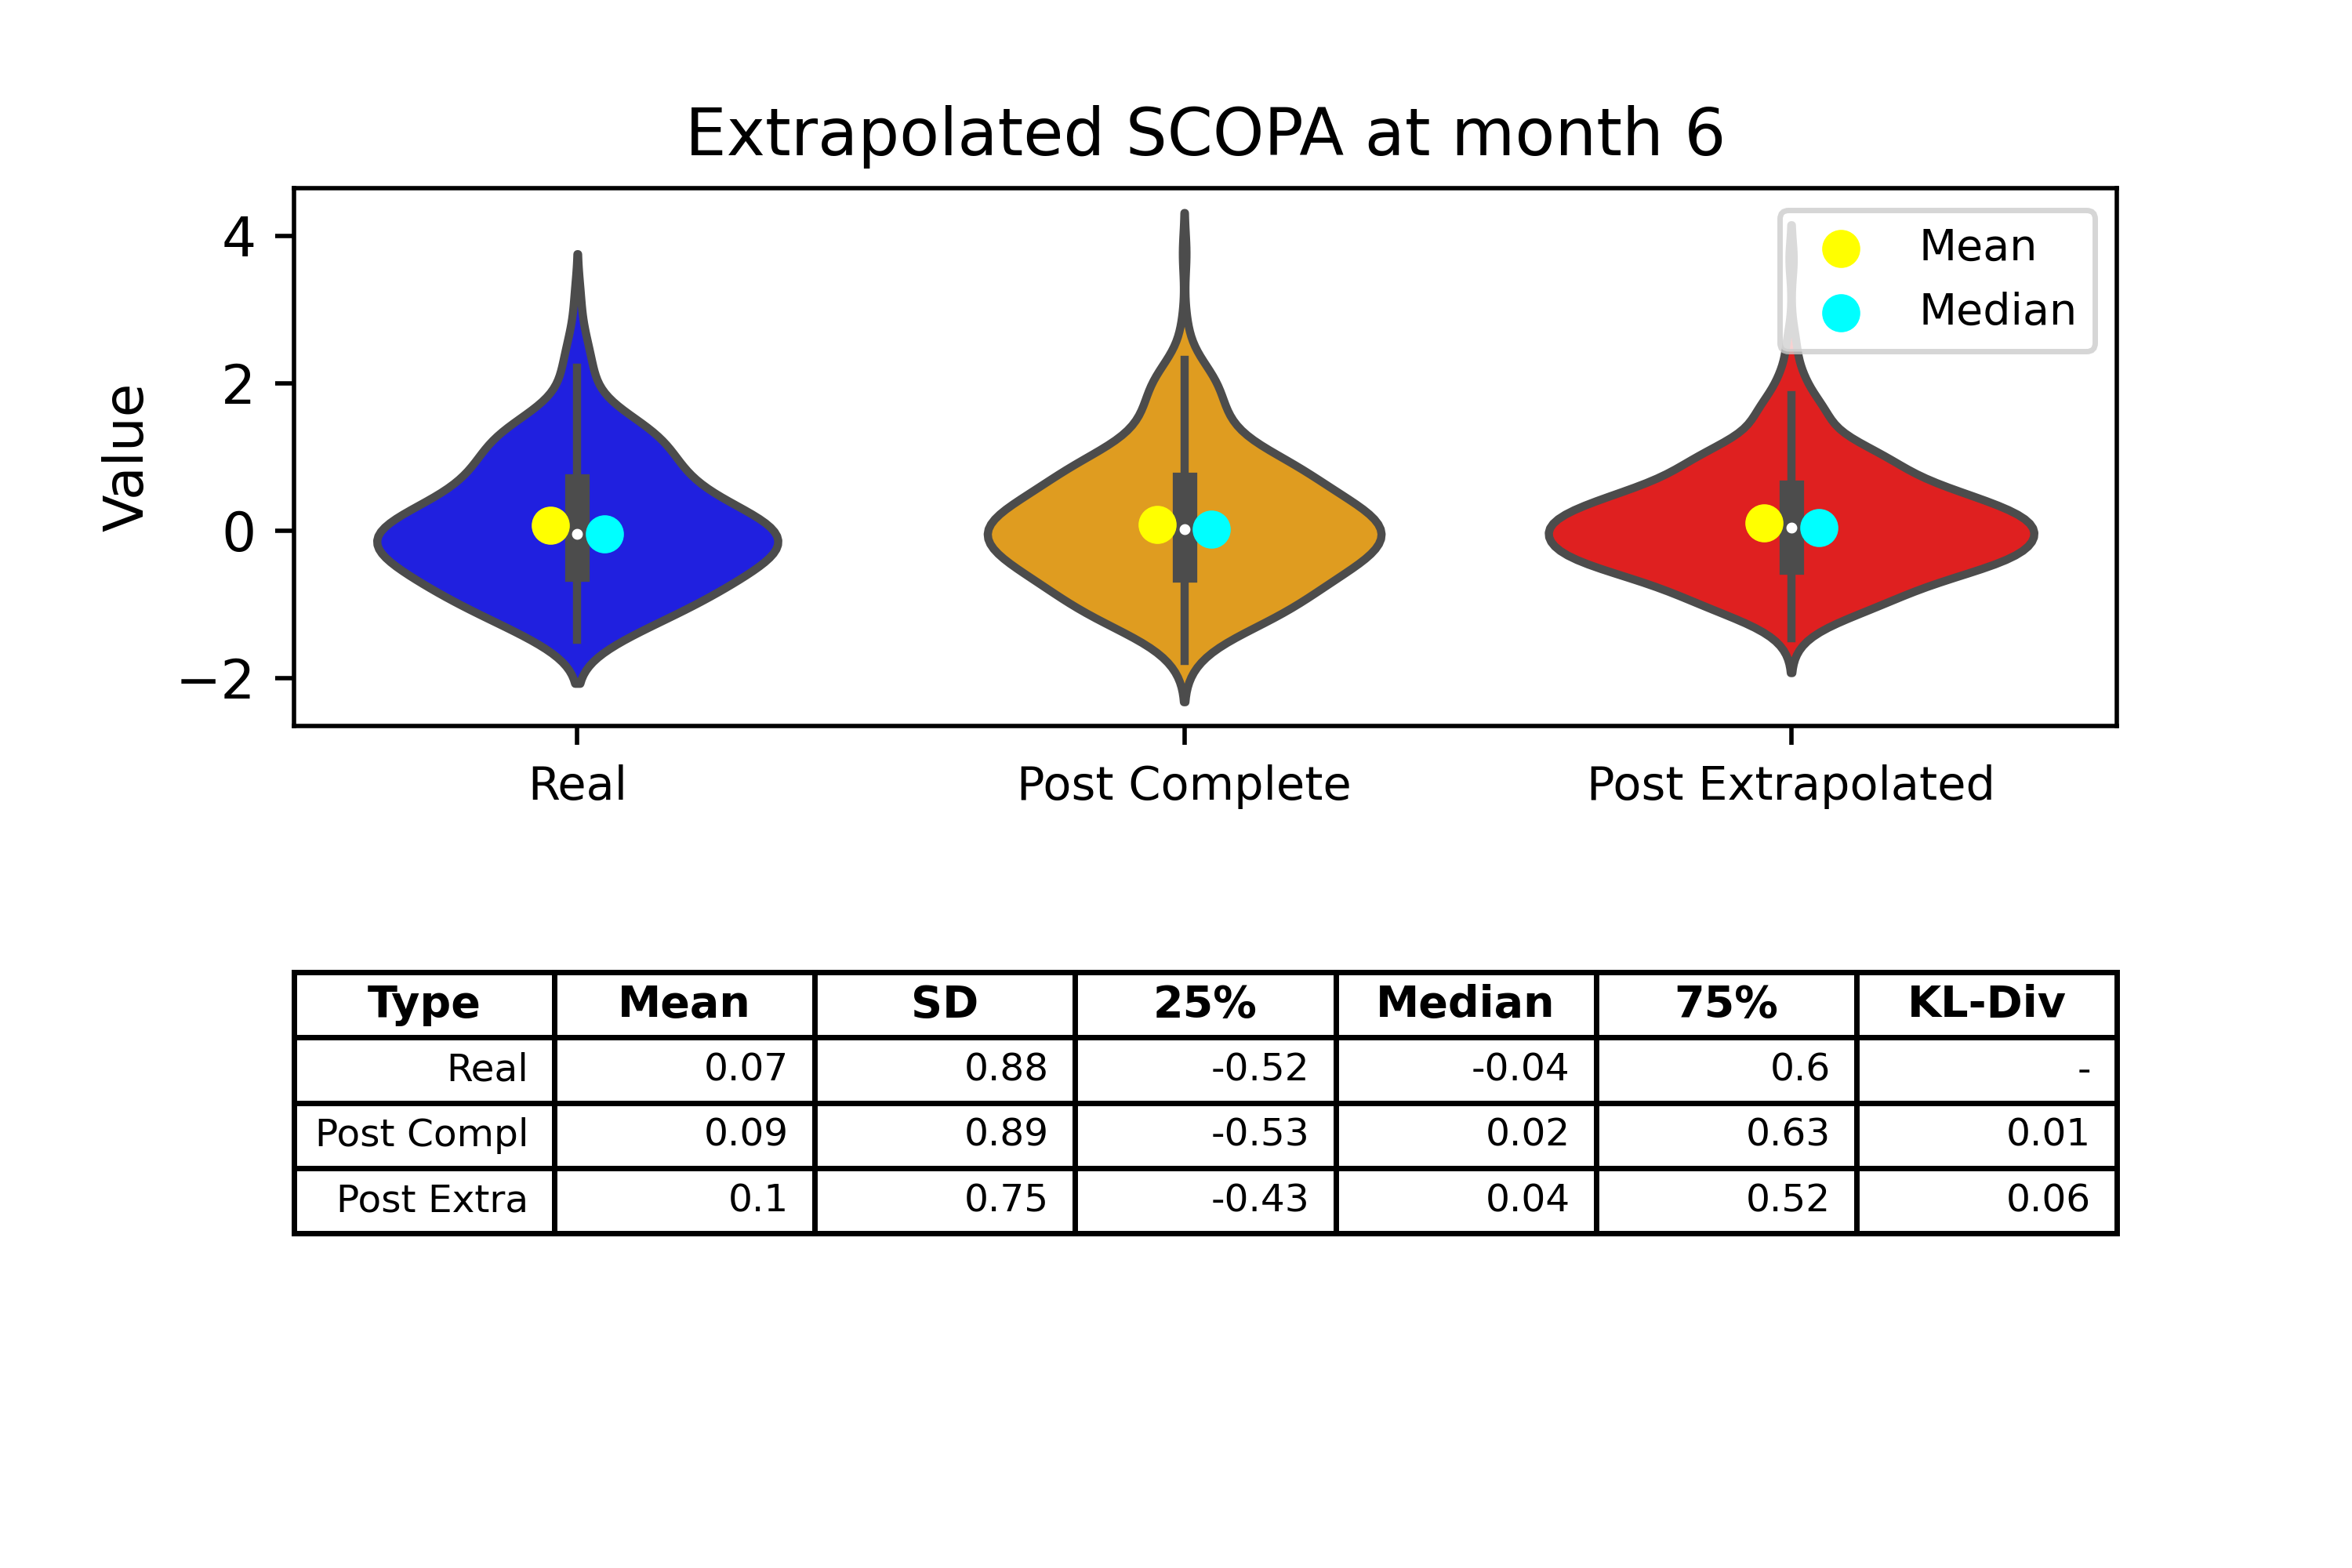 Extrapolated SCOPA at month 6
Value
4
2
0
−2
Mean
Median
Real Post Complete Post Extrapolated
Type Mean SD 25% Median 75% KL-Div
Real 0.07 0.88 -0.52 -0.04 0.6 -
Post Compl 0.09 0.89 -0.53 0.02 0.63 0.01
Post Extra 0.1 0.75 -0.43 0.04 0.52 0.06